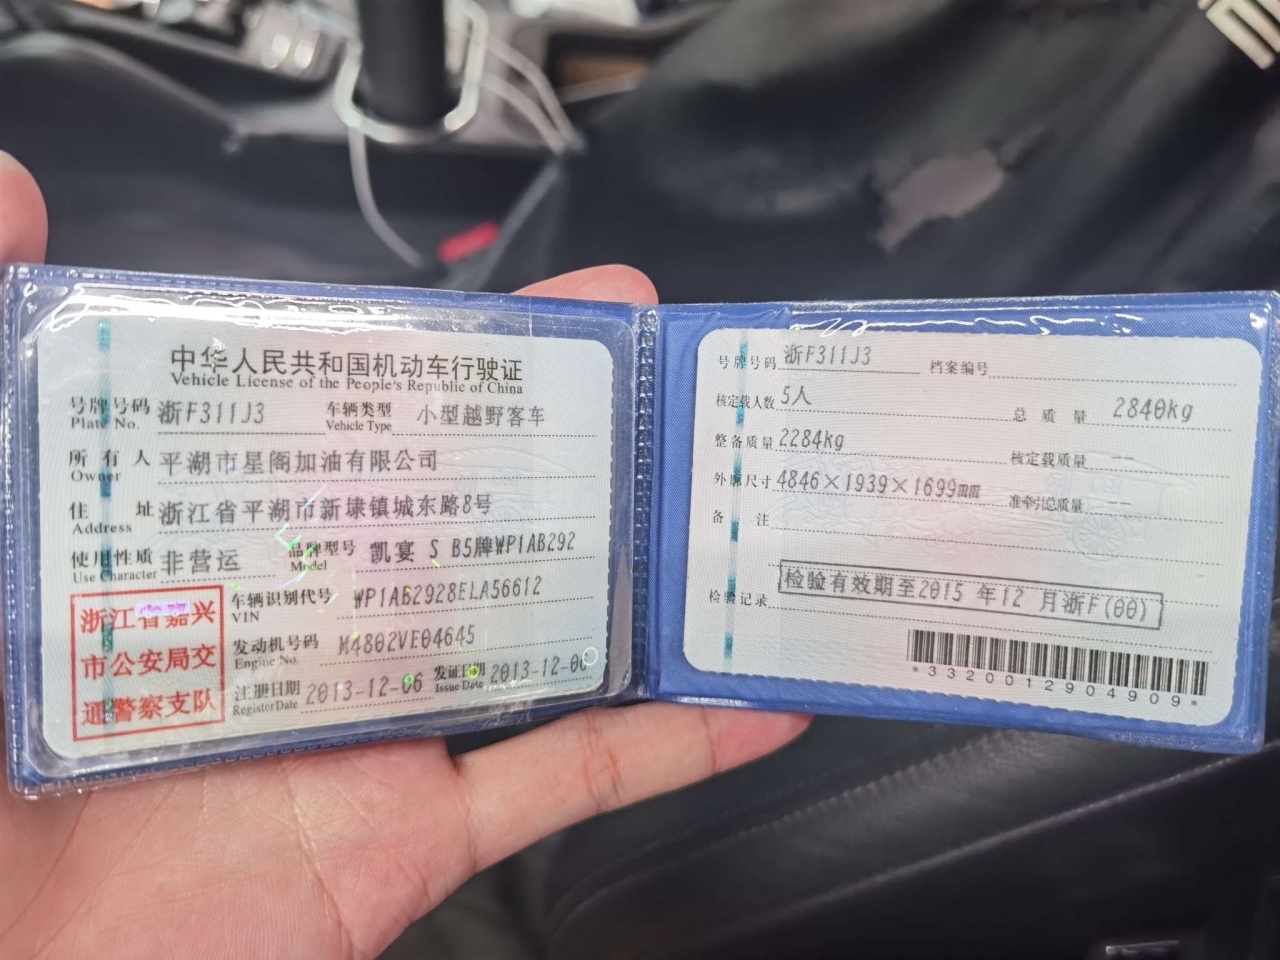 中华人民共和国机动车行驶证
Vehicle License of the People's Republic of China
号牌号码 浙F311J3 车辆类型 小型越野客车
Plate No. Vehicle Type
所有人 平湖市星阁加油有限公司
Owner
住址 浙江省平湖市新埭镇城东路8号
Address
使用性质 非营运 品牌型号 凯宴 S B5牌WP1AB292
Use Character Model
浙江省嘉兴
市公安局交
通警察支队
车辆识别代号 WP1AB2928ELA56612
VIN
发动机号码 M4802VE04645
Engine No.
注册日期 2013-12-06 发证日期 2013-12-06
Register Date Issue Date
号牌号码 浙F311J3 档案编号
核定载人数 5人 总质量 2840kg
整备质量 2284kg 核定载质量 --
外廓尺寸 4846×1939×1699mm 准牵引总质量 --
备注
检验记录 检验有效期至2015年12月浙F(00)
*3320012904909*